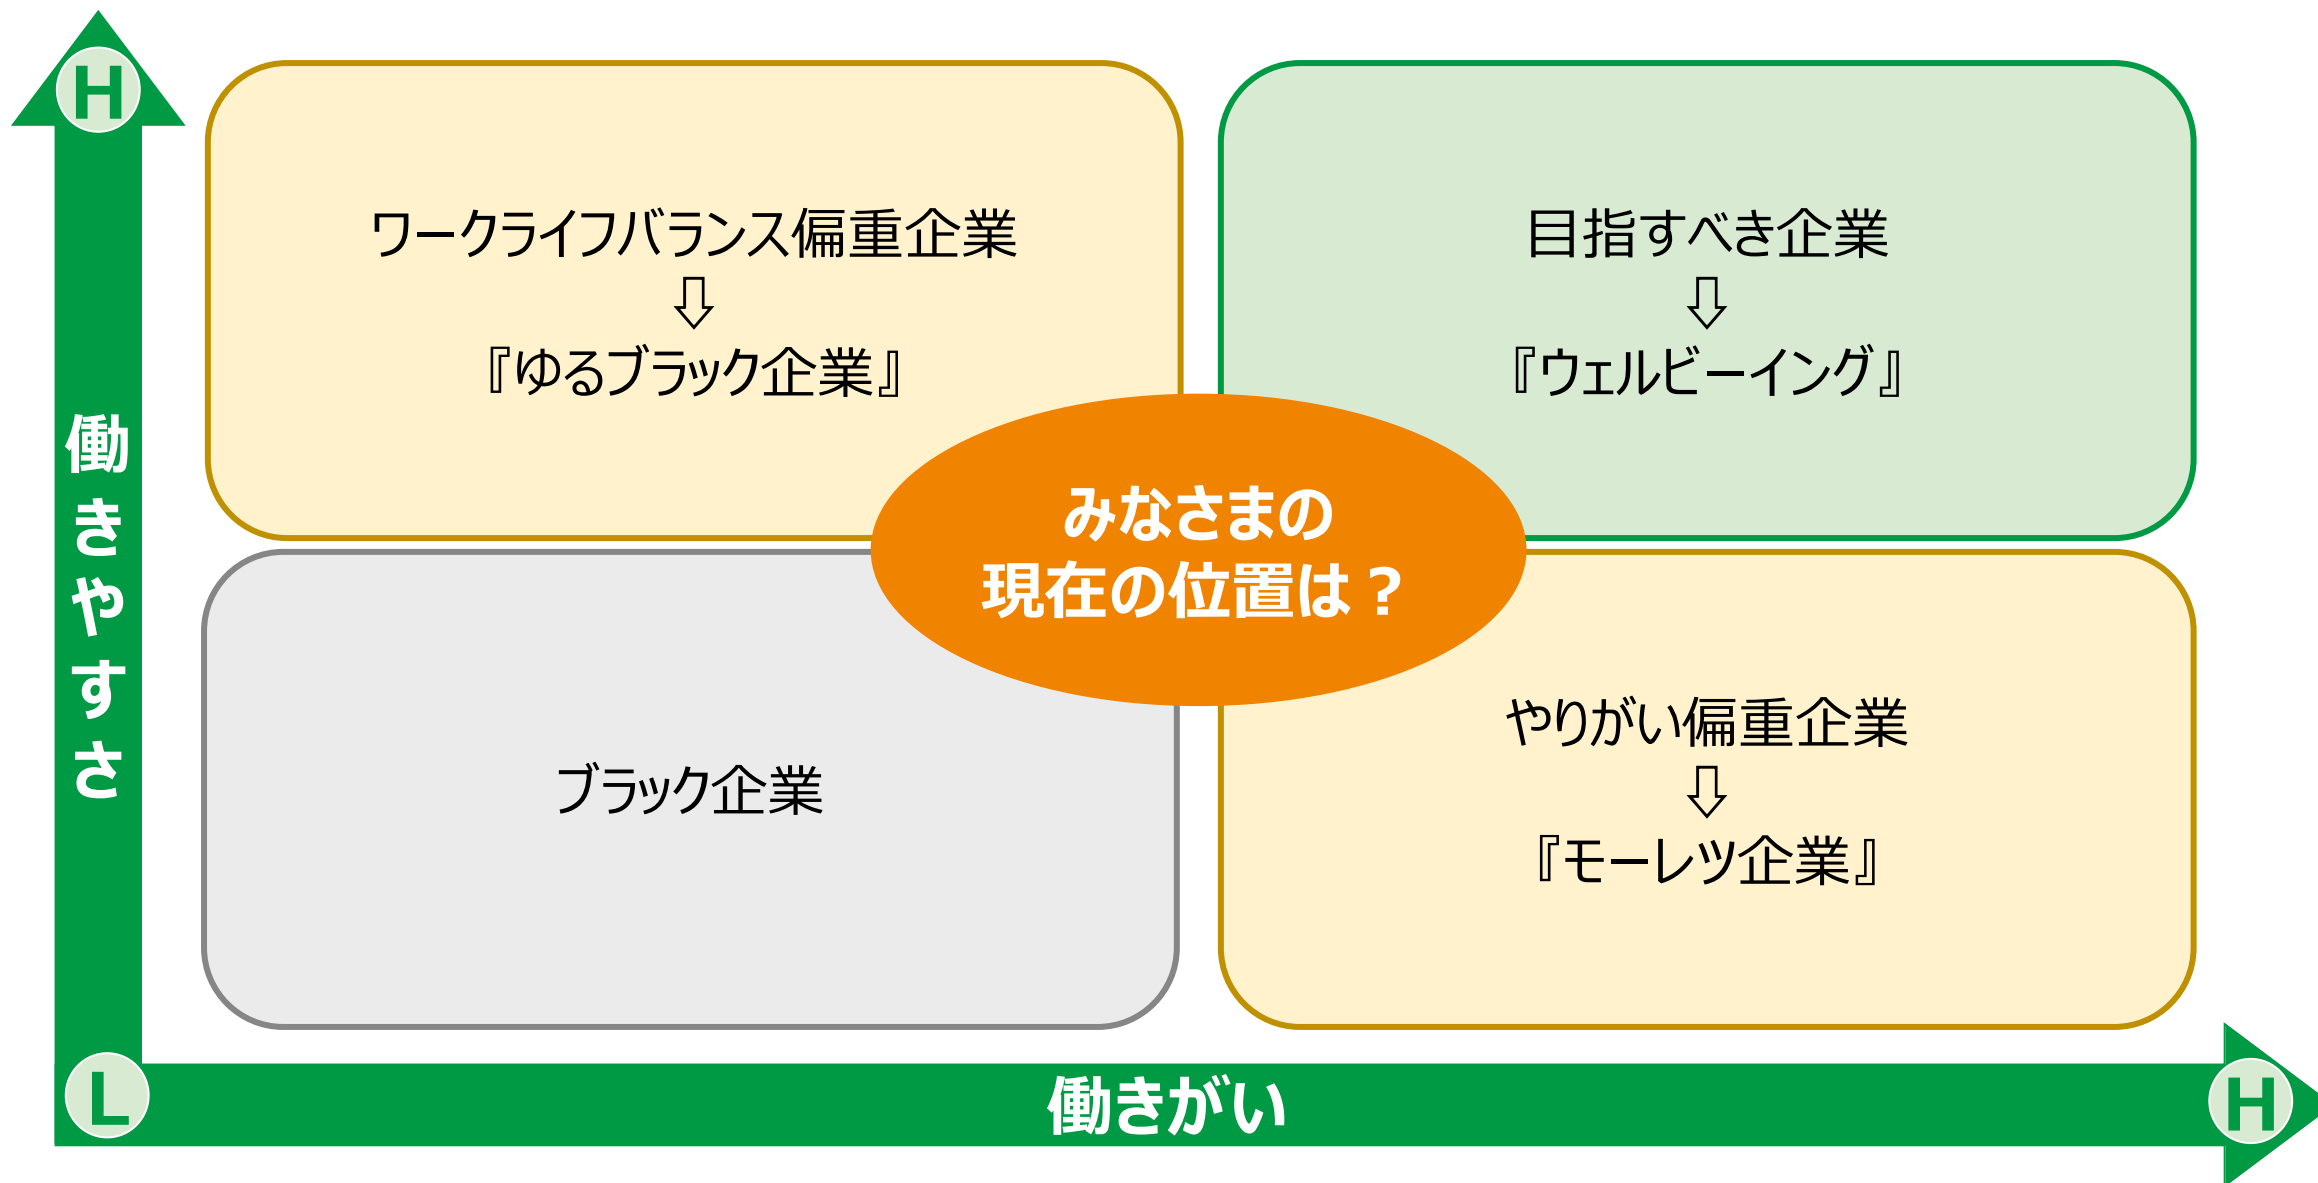 H
ワークライフバランス偏重企業
⇩
『ゆるブラック企業』
目指すべき企業
⇩
『ウェルビーイング』
みなさまの
現在の位置は？
働きやすさ
ブラック企業
やりがい偏重企業
⇩
『モーレツ企業』
L
働きがい
H